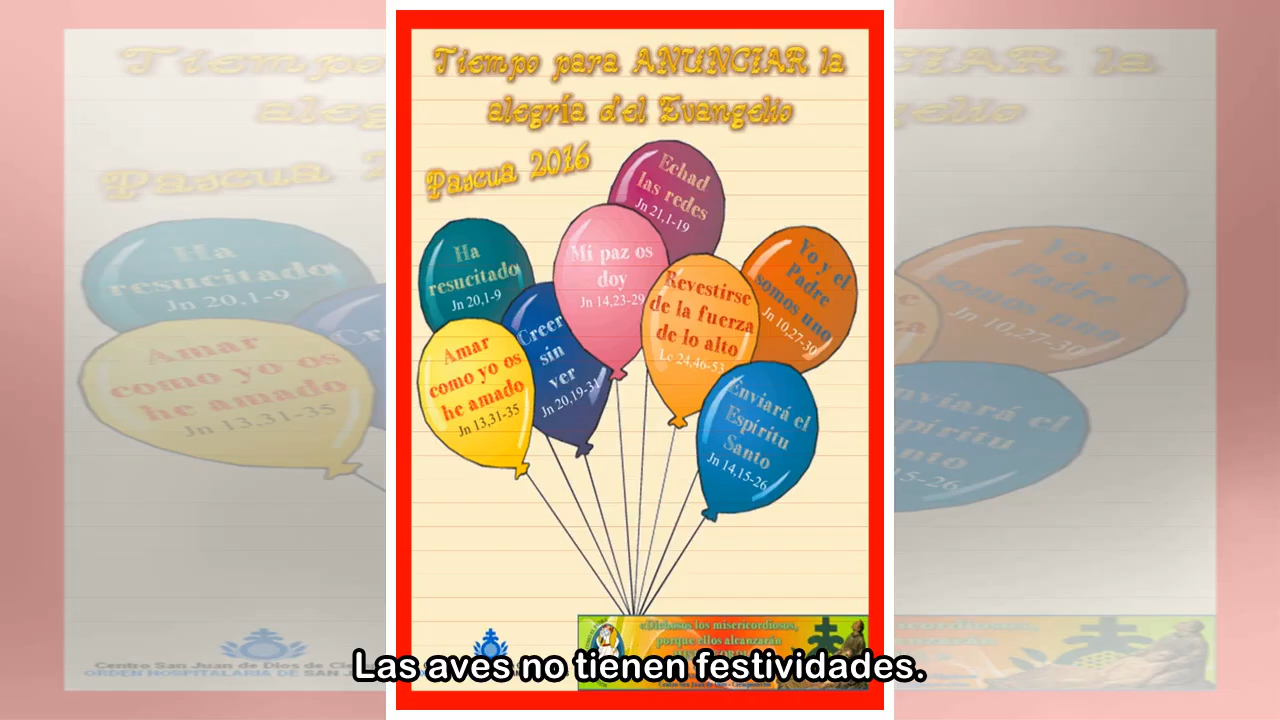 Tiempo para ANUNCIAR la
alegría del Evangelio
Pascua 2016
Echad
las redes
Jn 21,1-19
Ha
resucitado
Jn 20,1-9
Mi paz os
doy
Jn 14,23-29
Yo y el
Padre
somos uno
Jn 10,27-30
Revestirse
de la fuerza
de lo alto
Lc 24,46-53
Creer
sin
ver
Jn 20,19-31
Amar
como yo os
he amado
Jn 13,31-35
Enviará el
Espíritu
Santo
Jn 14,15-26
«Dichosos los misericordiosos,
porque ellos alcanzarán
Las aves no tienen festividades.